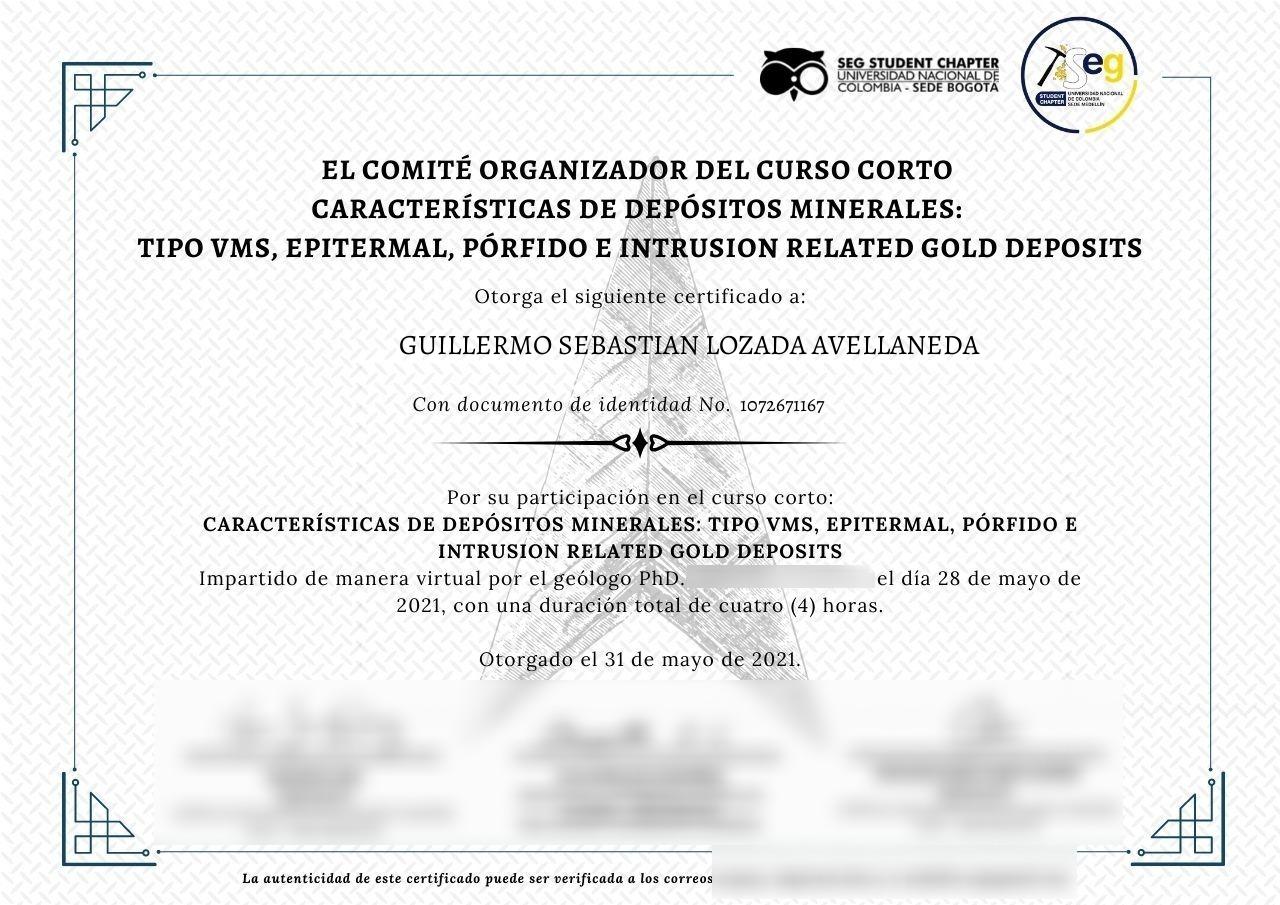 SEG STUDENT CHAPTER
UNIVERSIDAD NACIONAL DE
COLOMBIA - SEDE BOGOTÁ
Seg
STUDENT CHAPTER
UNIVERSIDAD NACIONAL
DE COLOMBIA
SEDE MEDELLÍN
EL COMITÉ ORGANIZADOR DEL CURSO CORTO
CARACTERÍSTICAS DE DEPÓSITOS MINERALES:
TIPO VMS, EPITERMAL, PÓRFIDO E INTRUSION RELATED GOLD DEPOSITS
Otorga el siguiente certificado a:
GUILLERMO SEBASTIAN LOZADA AVELLANEDA
Con documento de identidad No. 1072671167
Por su participación en el curso corto:
CARACTERÍSTICAS DE DEPÓSITOS MINERALES: TIPO VMS, EPITERMAL, PÓRFIDO E
INTRUSION RELATED GOLD DEPOSITS
Impartido de manera virtual por el geólogo PhD. el día 28 de mayo de
2021, con una duración total de cuatro (4) horas.
Otorgado el 31 de mayo de 2021.
La autenticidad de este certificado puede ser verificada a los correos